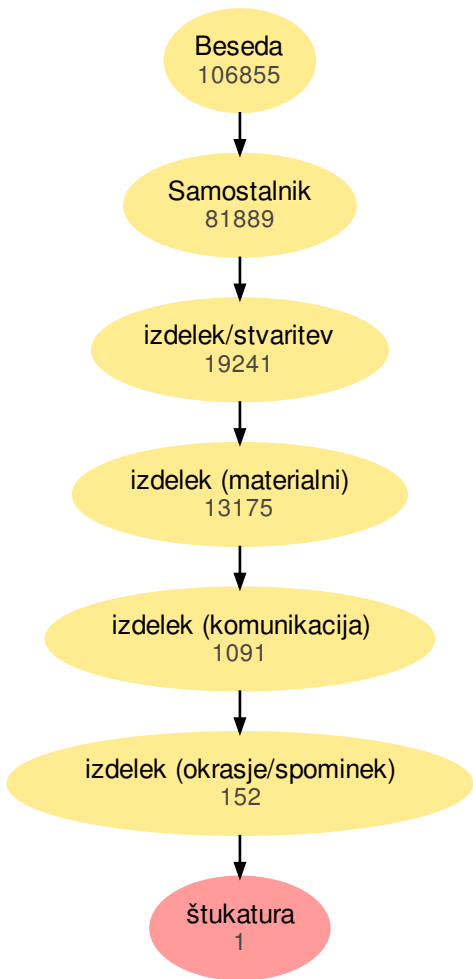 Beseda
106855
Samostalnik
81889
izdelek/stvaritev
19241
izdelek (materialni)
13175
izdelek (komunikacija)
1091
izdelek (okrasje/spominek)
152
štukatura
1